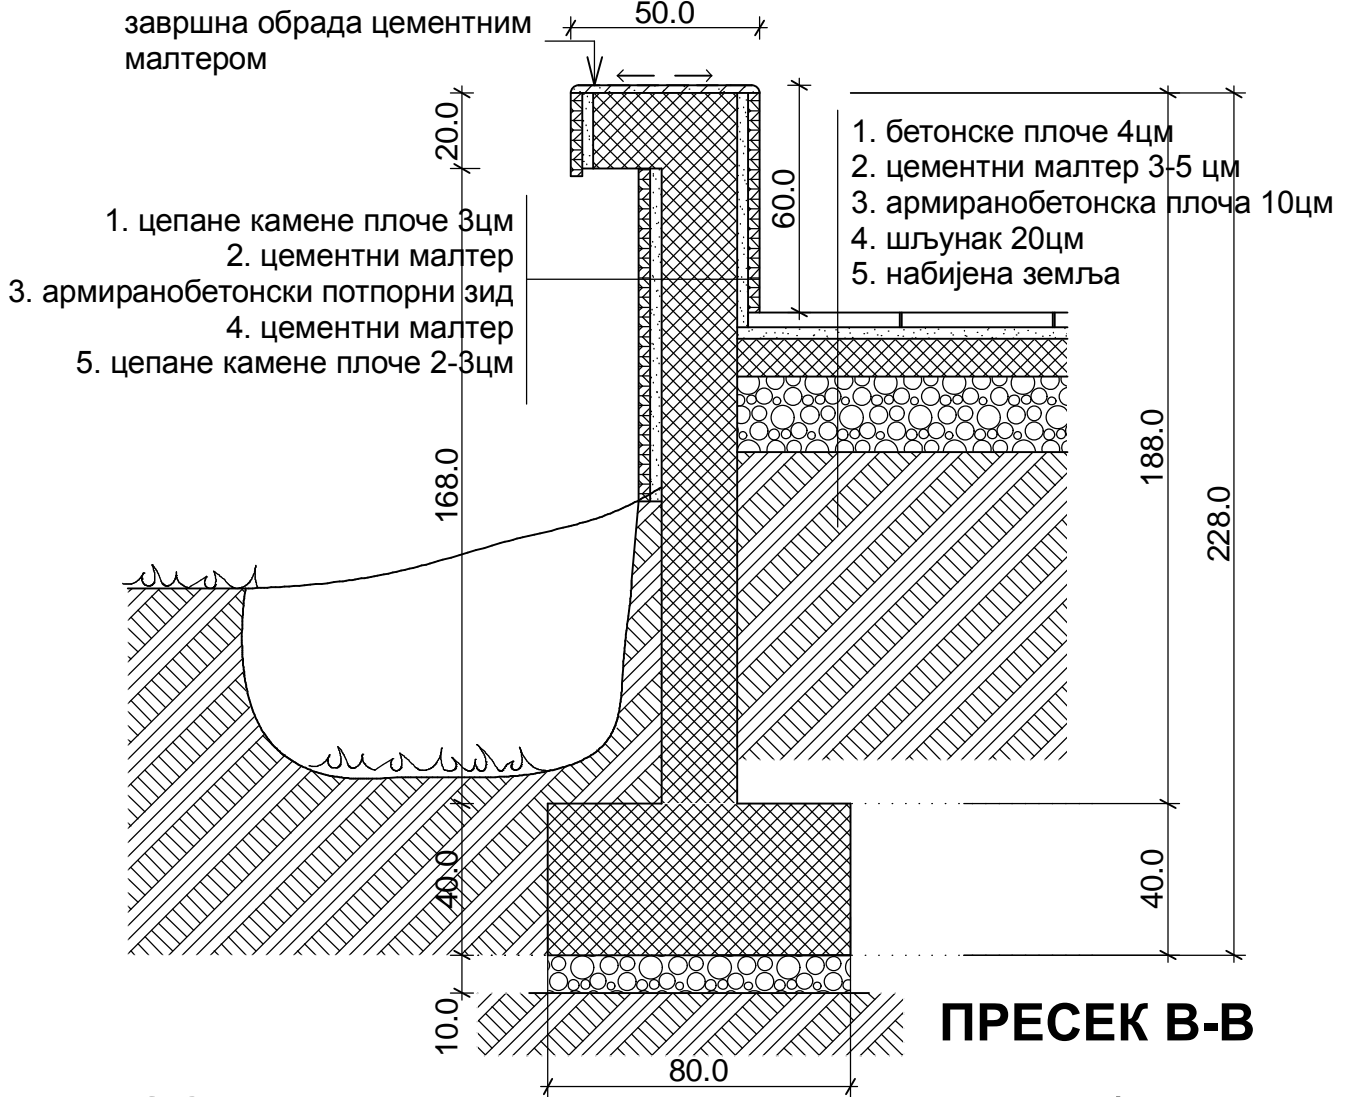 завршна обрада цементним
малтером
50.0
20.0
60.0
1. бетонске плоче 4цм
2. цементни малтер 3-5 цм
3. армиранобетонска плоча 10цм
4. шљунак 20цм
5. набијена земља
1. цепане камене плоче 3цм
2. цементни малтер
3. армиранобетонски потпорни зид
4. цементни малтер
5. цепане камене плоче 2-3цм
168.0
188.0
228.0
40.0
40.0
10.0
ПРЕСЕК В-В
80.0